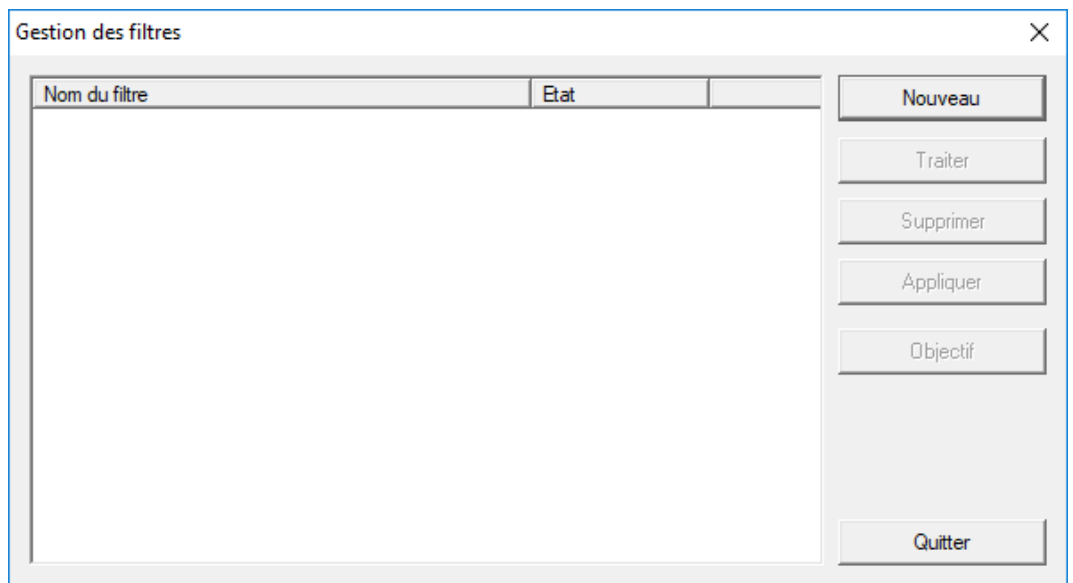 Gestion des filtres
Nom du filtre Etat
Nouveau
Traiter
Supprimer
Appliquer
Objectif
Quitter